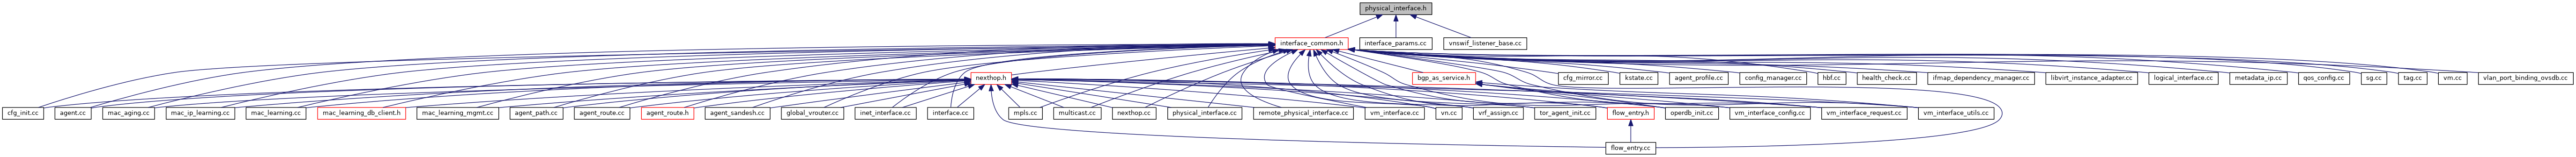 physical_interface.h
interface_common.h
interface_params.cc
vnswif_listener_base.cc
nexthop.h
bgp_as_service.h
cfg_mirror.cc
kstate.cc
agent_profile.cc
config_manager.cc
hbf.cc
health_check.cc
ifmap_dependency_manager.cc
libvirt_instance_adapter.cc
logical_interface.cc
metadata_ip.cc
qos_config.cc
sg.cc
tag.cc
vm.cc
vlan_port_binding_ovsdb.cc
cfg_init.cc
agent.cc
mac_aging.cc
mac_ip_learning.cc
mac_learning.cc
mac_learning_db_client.h
mac_learning_mgmt.cc
agent_path.cc
agent_route.cc
agent_route.h
agent_sandesh.cc
global_vrouter.cc
inet_interface.cc
interface.cc
mpls.cc
multicast.cc
nexthop.cc
physical_interface.cc
remote_physical_interface.cc
vm_interface.cc
vn.cc
vrf_assign.cc
tor_agent_init.cc
flow_entry.h
operdb_init.cc
vm_interface_config.cc
vm_interface_request.cc
vm_interface_utils.cc
flow_entry.cc